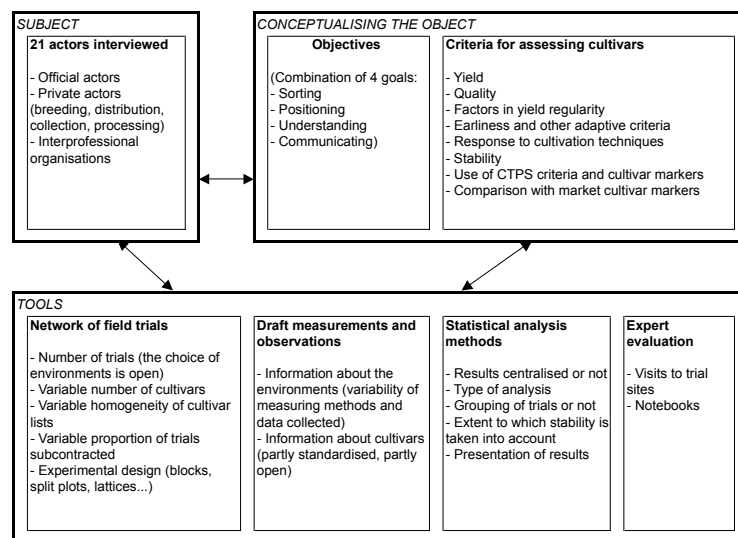 SUBJECT
21 actors interviewed
- Official actors
- Private actors
(breeding, distribution,
collection, processing)
- Interprofessional
organisations
CONCEPTUALISING THE OBJECT
Objectives
(Combination of 4 goals:
- Sorting
- Positioning
- Understanding
- Communicating)
Criteria for assessing cultivars
- Yield
- Quality
- Factors in yield regularity
- Earliness and other adaptive criteria
- Response to cultivation techniques
- Stability
- Use of CTPS criteria and cultivar markers
- Comparison with market cultivar markers
TOOLS
Network of field trials
- Number of trials (the choice of
environments is open)
- Variable number of cultivars
- Variable homogeneity of cultivar
lists
- Variable proportion of trials
subcontracted
- Experimental design (blocks,
split plots, lattices...)
Draft measurements and
observations
- Information about the
environments (variability of
measuring methods and
data collected)
- Information about cultivars
(partly standardised, partly
open)
Statistical analysis
methods
- Results centralised or not
- Type of analysis
- Grouping of trials or not
- Extent to which stability is
taken into account
- Presentation of results
Expert
evaluation
- Visits to trial
sites
- Notebooks